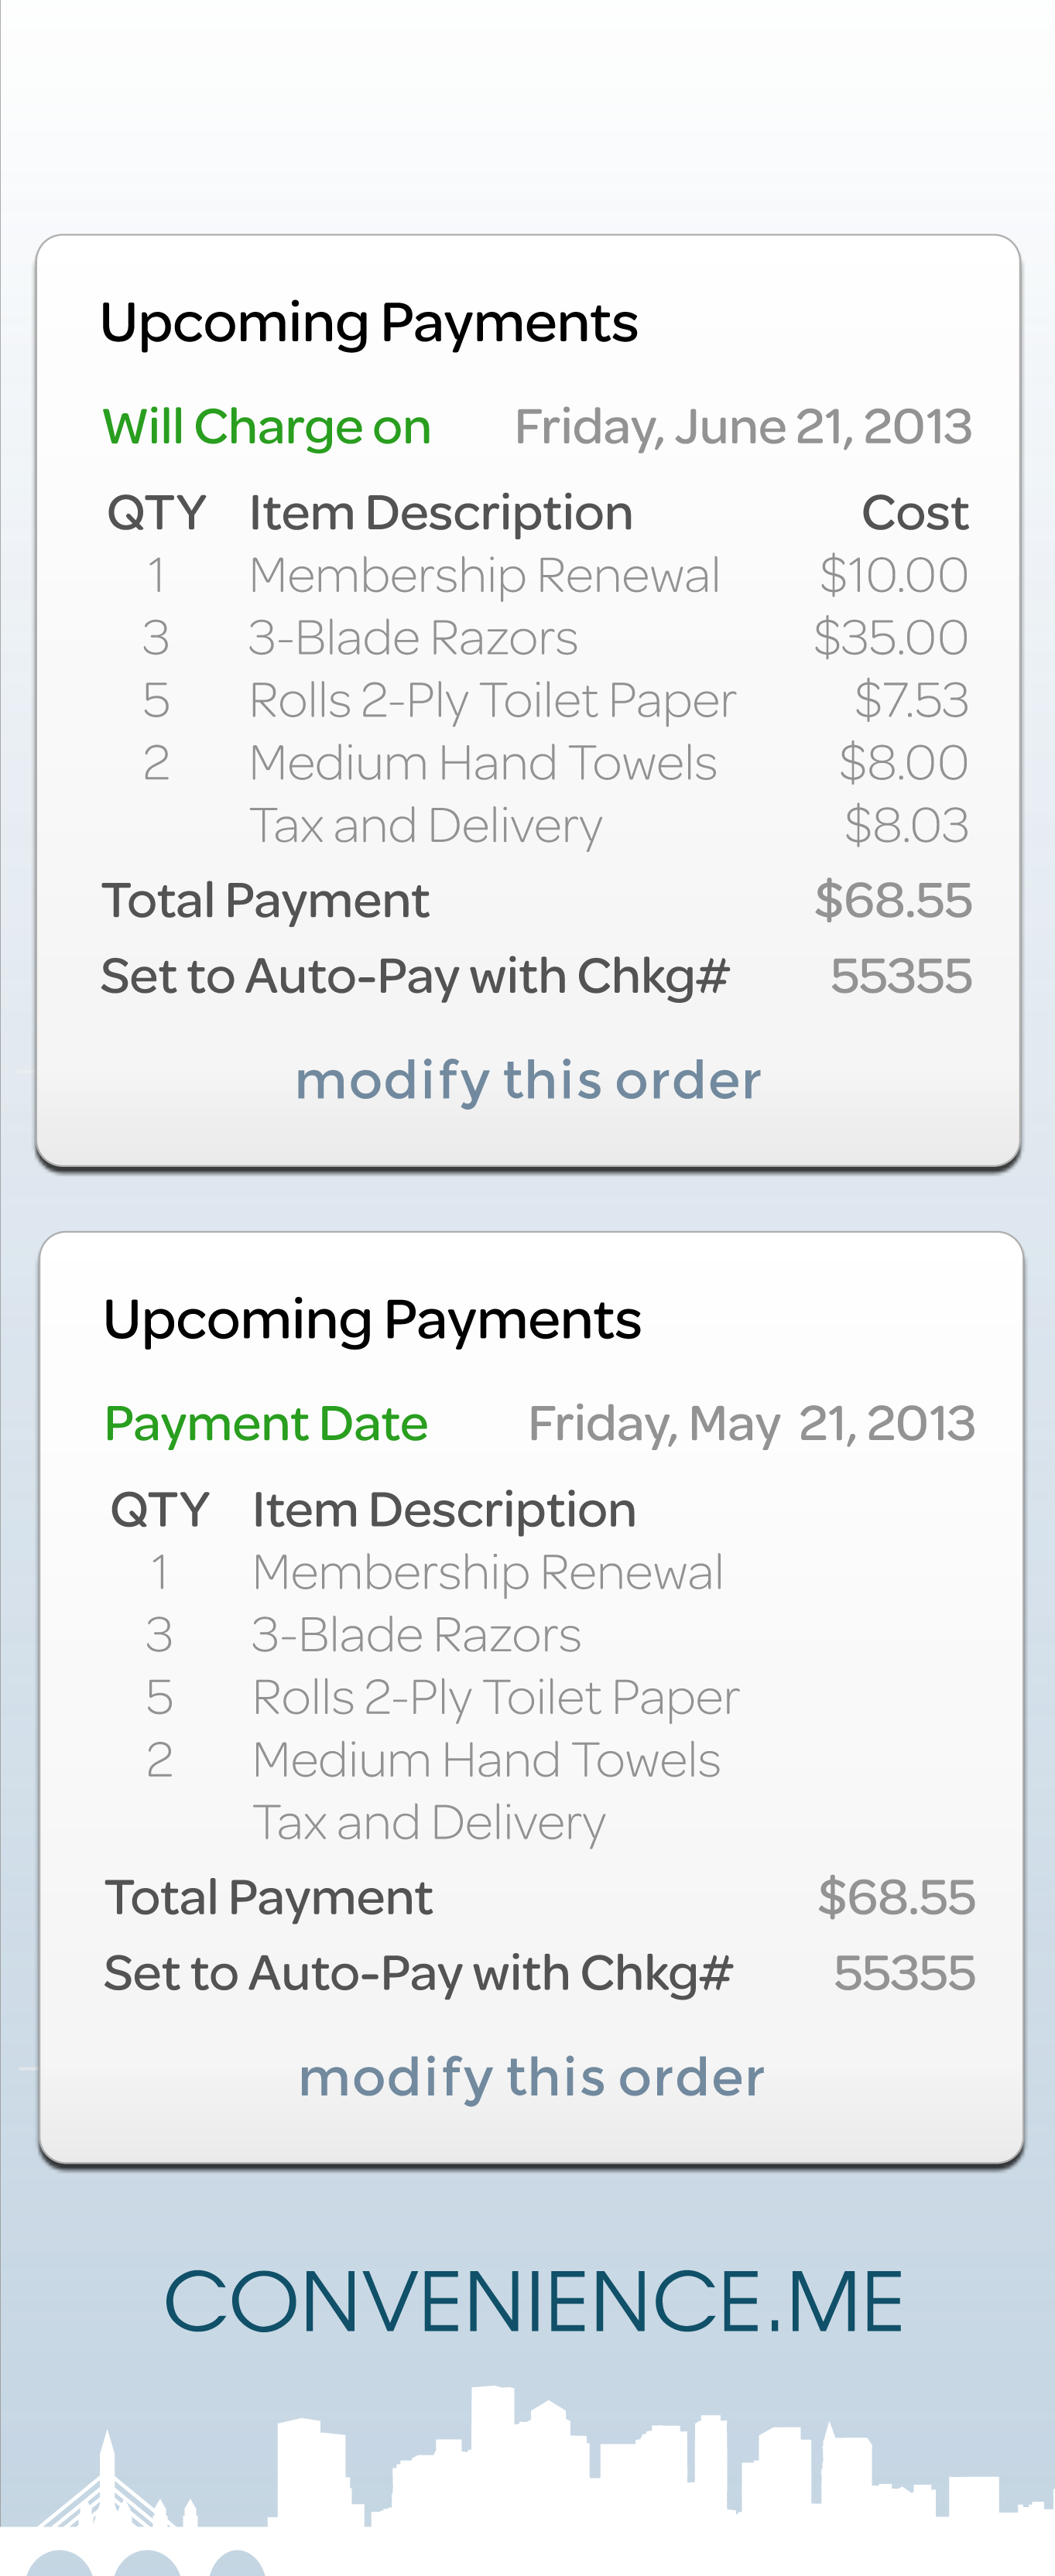 Upcoming Payments
Will Charge on Friday, June 21, 2013
QTY Item Description Cost
1 Membership Renewal $10.00
3 3-Blade Razors $35.00
5 Rolls 2-Ply Toilet Paper $7.53
2 Medium Hand Towels $8.00
Tax and Delivery $8.03
Total Payment $68.55
Set to Auto-Pay with Chkg# 55355
modify this order
Upcoming Payments
Payment Date Friday, May 21, 2013
QTY Item Description
1 Membership Renewal
3 3-Blade Razors
5 Rolls 2-Ply Toilet Paper
2 Medium Hand Towels
Tax and Delivery
Total Payment $68.55
Set to Auto-Pay with Chkg# 55355
modify this order
CONVENIENCE.ME